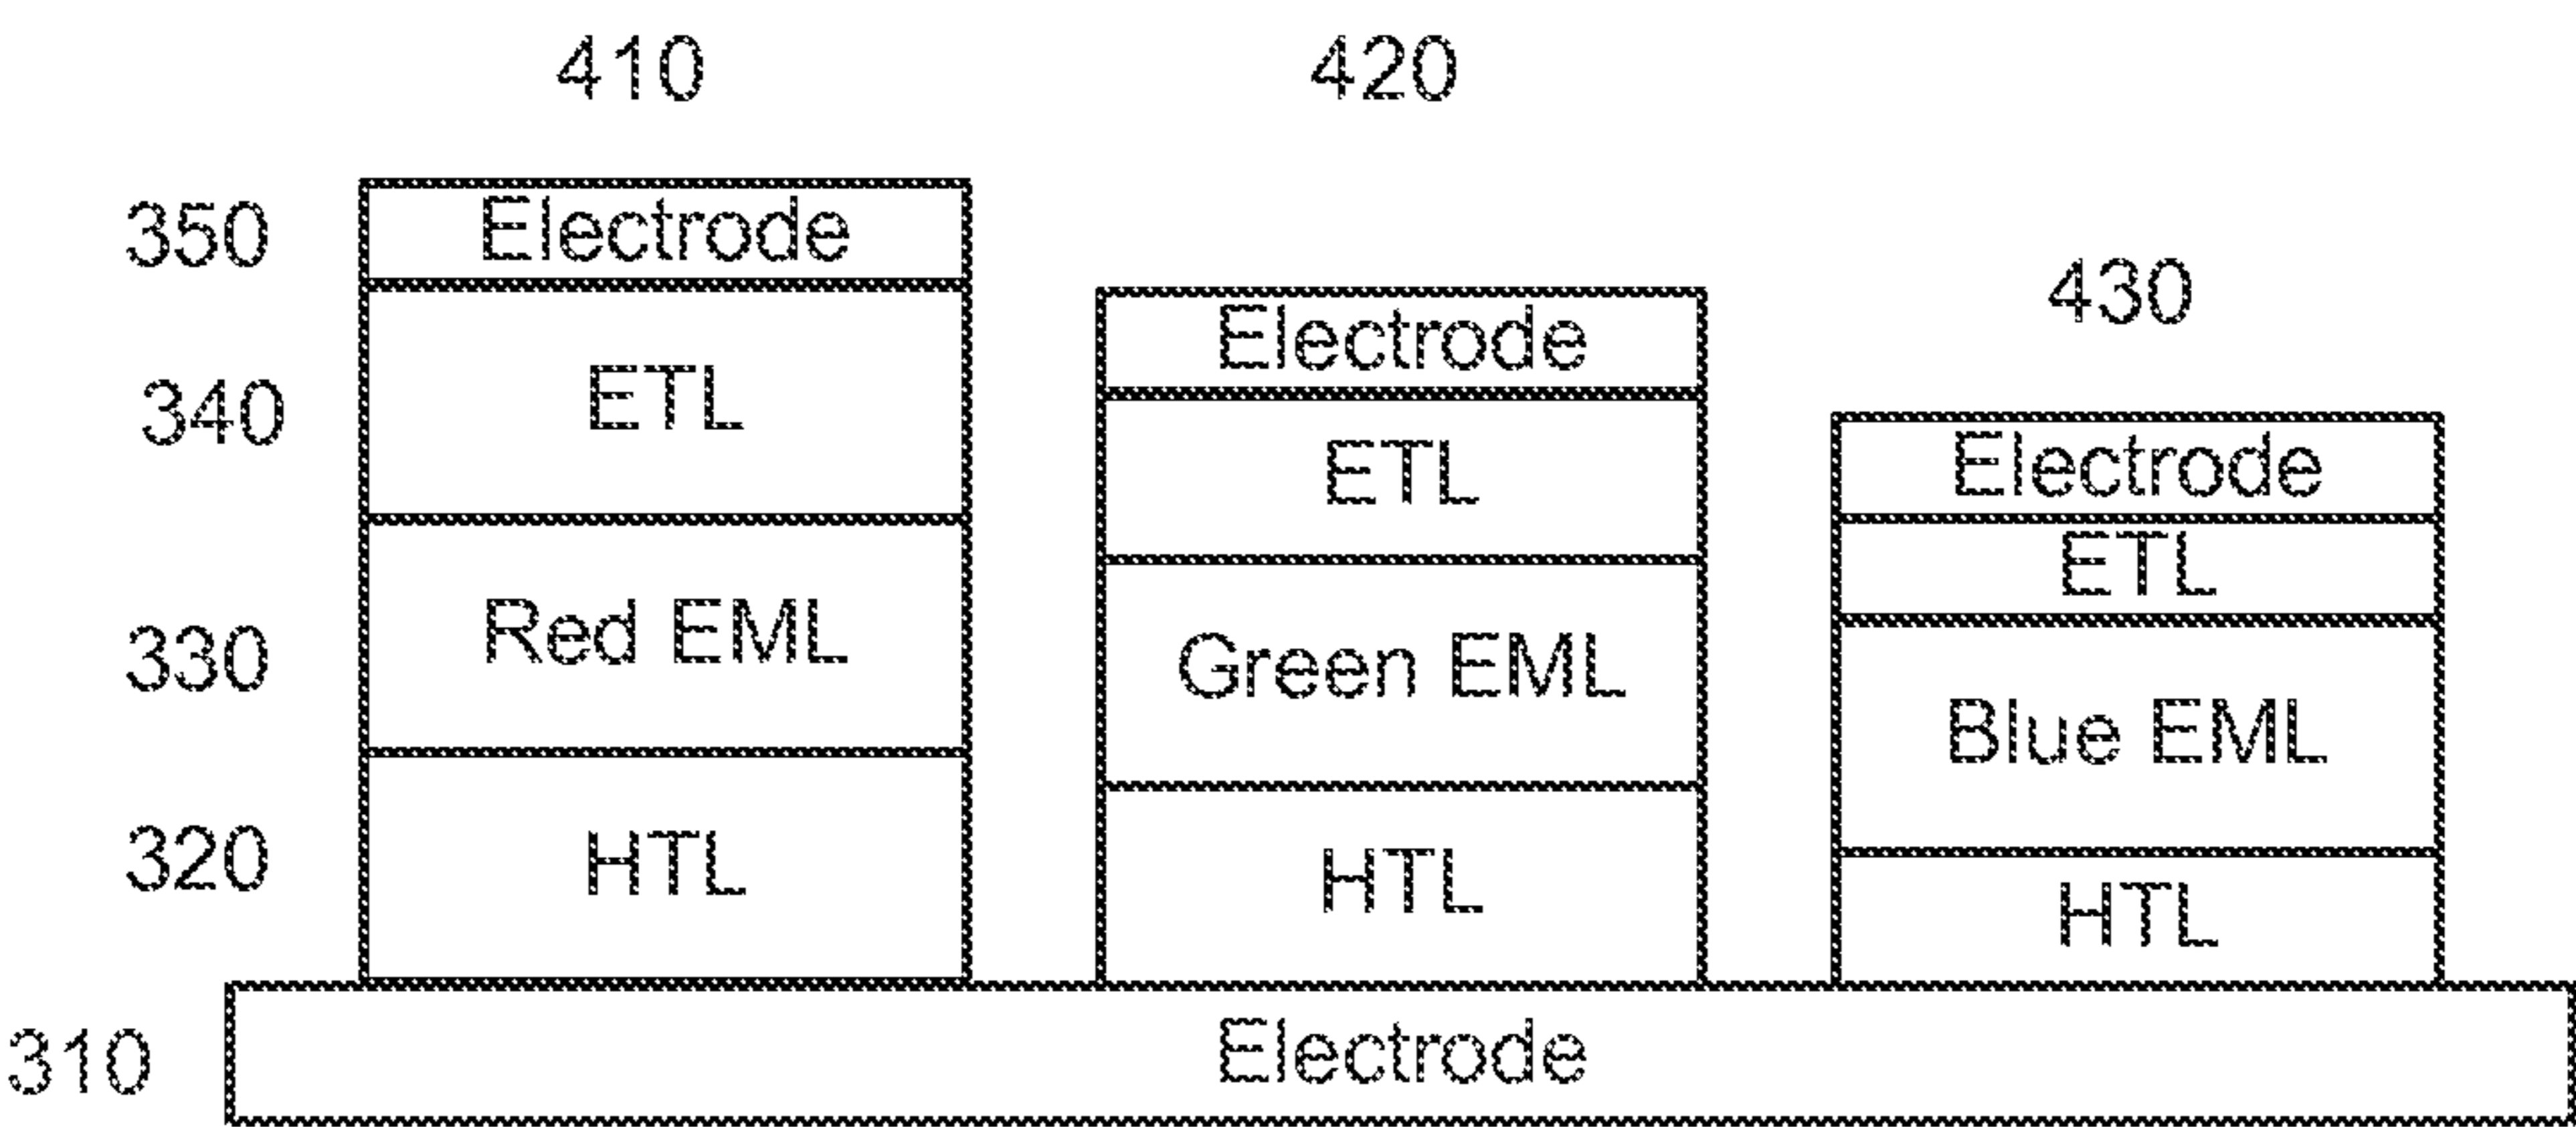 410
420
430
350
Electrode
Electrode
340
ETL
ETL
Electrode
ETL
330
Red EML
Green EML
Blue EML
320
HTL
HTL
HTL
310
Electrode